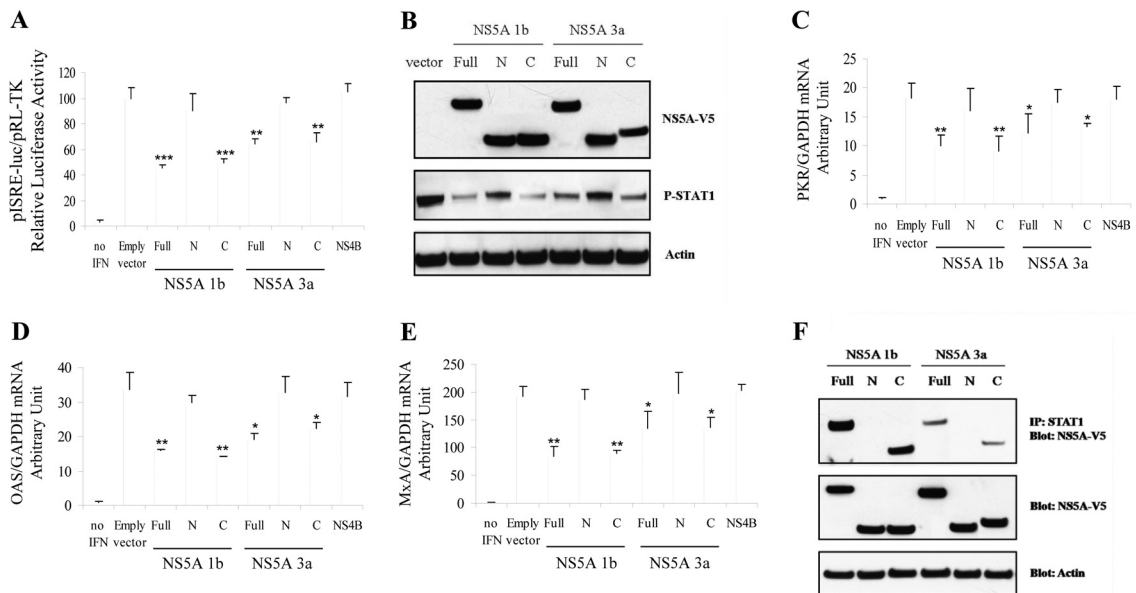 A
pISRE-luc/pRL-TK
Relative Luciferase Activity
120
100
80
60
40
20
0
***
***
**
**
no IFN
Emply vector
Full
N
C
Full
N
C
NS4B
NS5A 1b
NS5A 3a
B
NS5A 1b
NS5A 3a
vector
Full
N
C
Full
N
C
NS5A-V5
P-STAT1
Actin
C
PKR/GAPDH mRNA
Arbitrary Unit
25
20
15
10
5
0
**
**
*
*
no IFN
Emply vector
Full
N
C
Full
N
C
NS4B
NS5A 1b
NS5A 3a
D
OAS/GAPDH mRNA
Arbitrary Unit
40
30
20
10
0
**
**
*
*
no IFN
Emply vector
Full
N
C
Full
N
C
NS4B
NS5A 1b
NS5A 3a
E
MxA/GAPDH mRNA
Arbitrary Unit
250
200
150
100
50
0
**
**
*
*
no IFN
Emply vector
Full
N
C
Full
N
C
NS4B
NS5A 1b
NS5A 3a
F
NS5A 1b
NS5A 3a
Full
N
C
Full
N
C
IP: STAT1
Blot: NS5A-V5
Blot: NS5A-V5
Blot: Actin